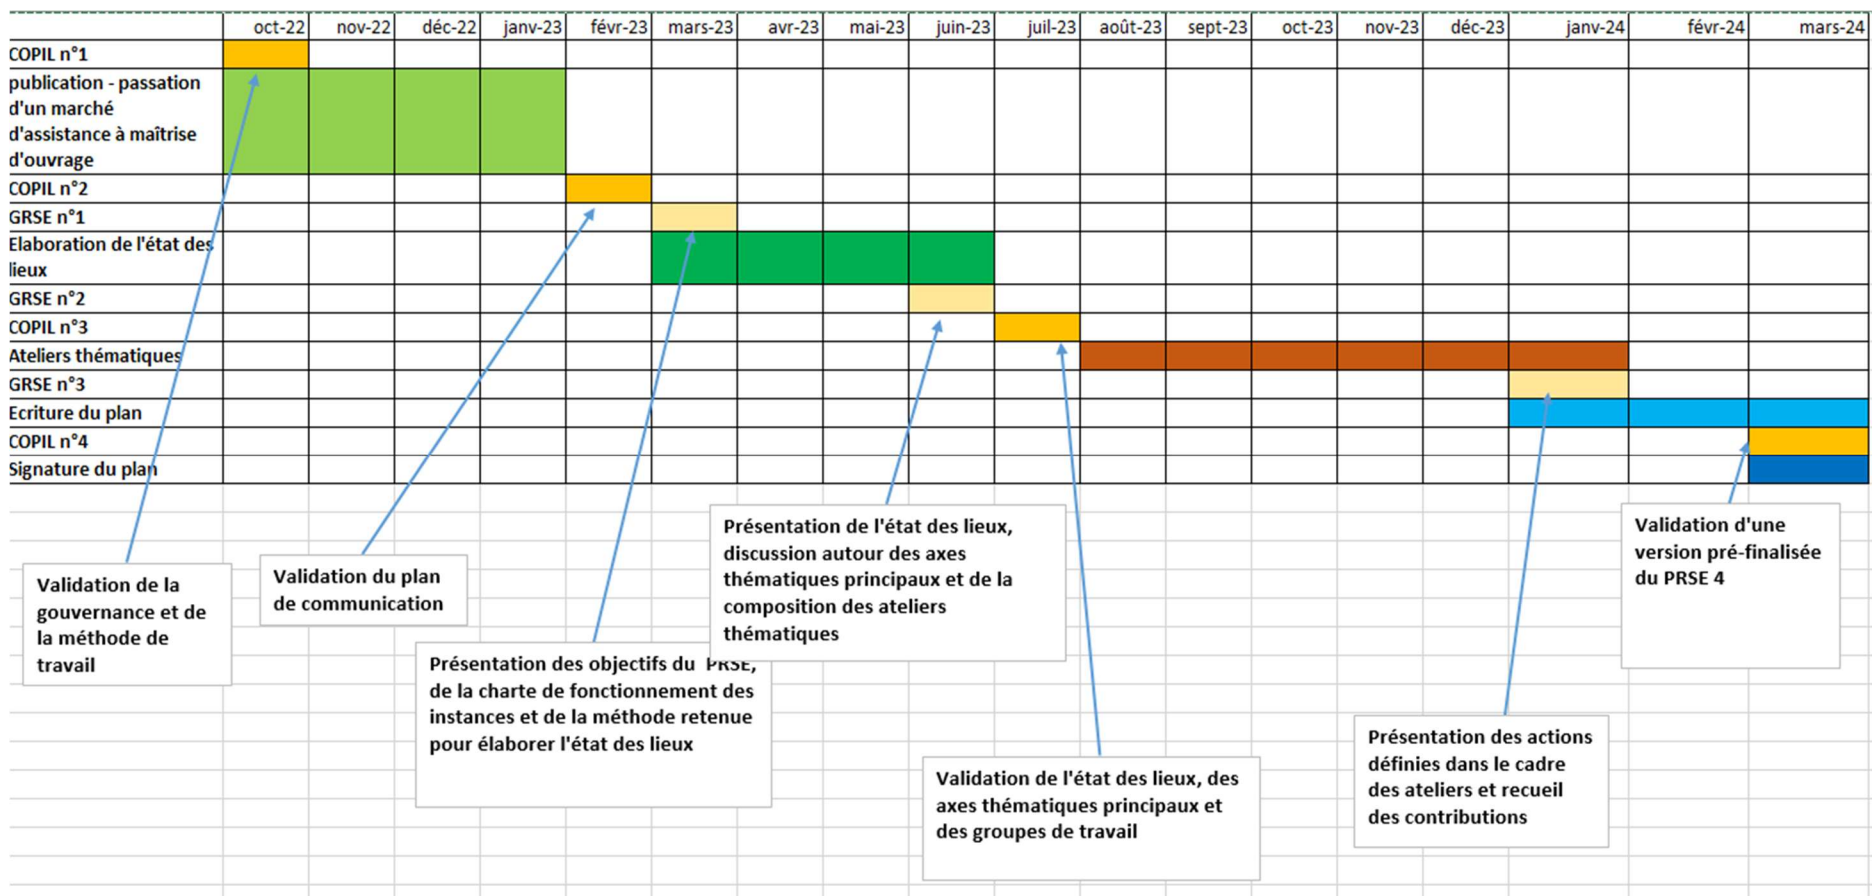 oct-22 nov-22 déc-22 janv-23 févr-23 mars-23 avr-23 mai-23 juin-23 juil-23 août-23 sept-23 oct-23 nov-23 déc-23 janv-24 févr-24 mars-24
COPIL n°1
publication - passation
d'un marché
d'assistance à maîtrise
d'ouvrage
COPIL n°2
GRSE n°1
Elaboration de l'état des
lieux
GRSE n°2
COPIL n°3
Ateliers thématiques
GRSE n°3
Ecriture du plan
COPIL n°4
Signature du plan
Validation de la
gouvernance et de
la méthode de
travail
Validation du plan
de communication
Présentation des objectifs du PRSE,
de la charte de fonctionnement des
instances et de la méthode retenue
pour élaborer l'état des lieux
Présentation de l'état des lieux,
discussion autour des axes
thématiques principaux et de la
composition des ateliers
thématiques
Validation de l'état des lieux, des
axes thématiques principaux et
des groupes de travail
Présentation des actions
définies dans le cadre
des ateliers et recueil
des contributions
Validation d'une
version pré-finalisée
du PRSE 4